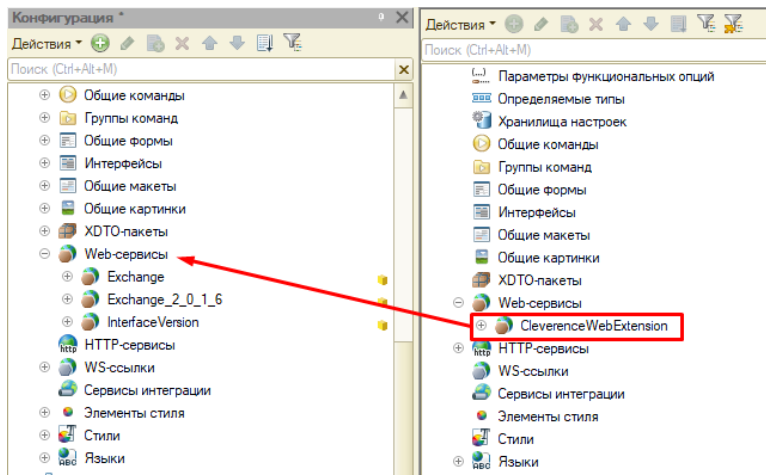 Конфигурация *
Действия
Поиск (Ctrl+Alt+M)
Общие команды
Группы команд
Общие формы
Интерфейсы
Общие макеты
Общие картинки
XDTO-пакеты
Web-сервисы
Exchange
Exchange_2_0_1_6
InterfaceVersion
HTTP-сервисы
WS-ссылки
Сервисы интеграции
Элементы стиля
Стили
Языки
Действия
Поиск (Ctrl+Alt+M)
Параметры функциональных опций
Определяемые типы
Хранилища настроек
Общие команды
Группы команд
Общие формы
Интерфейсы
Общие макеты
Общие картинки
XDTO-пакеты
Web-сервисы
CleverenceWebExtension
HTTP-сервисы
WS-ссылки
Сервисы интеграции
Элементы стиля
Стили
Языки